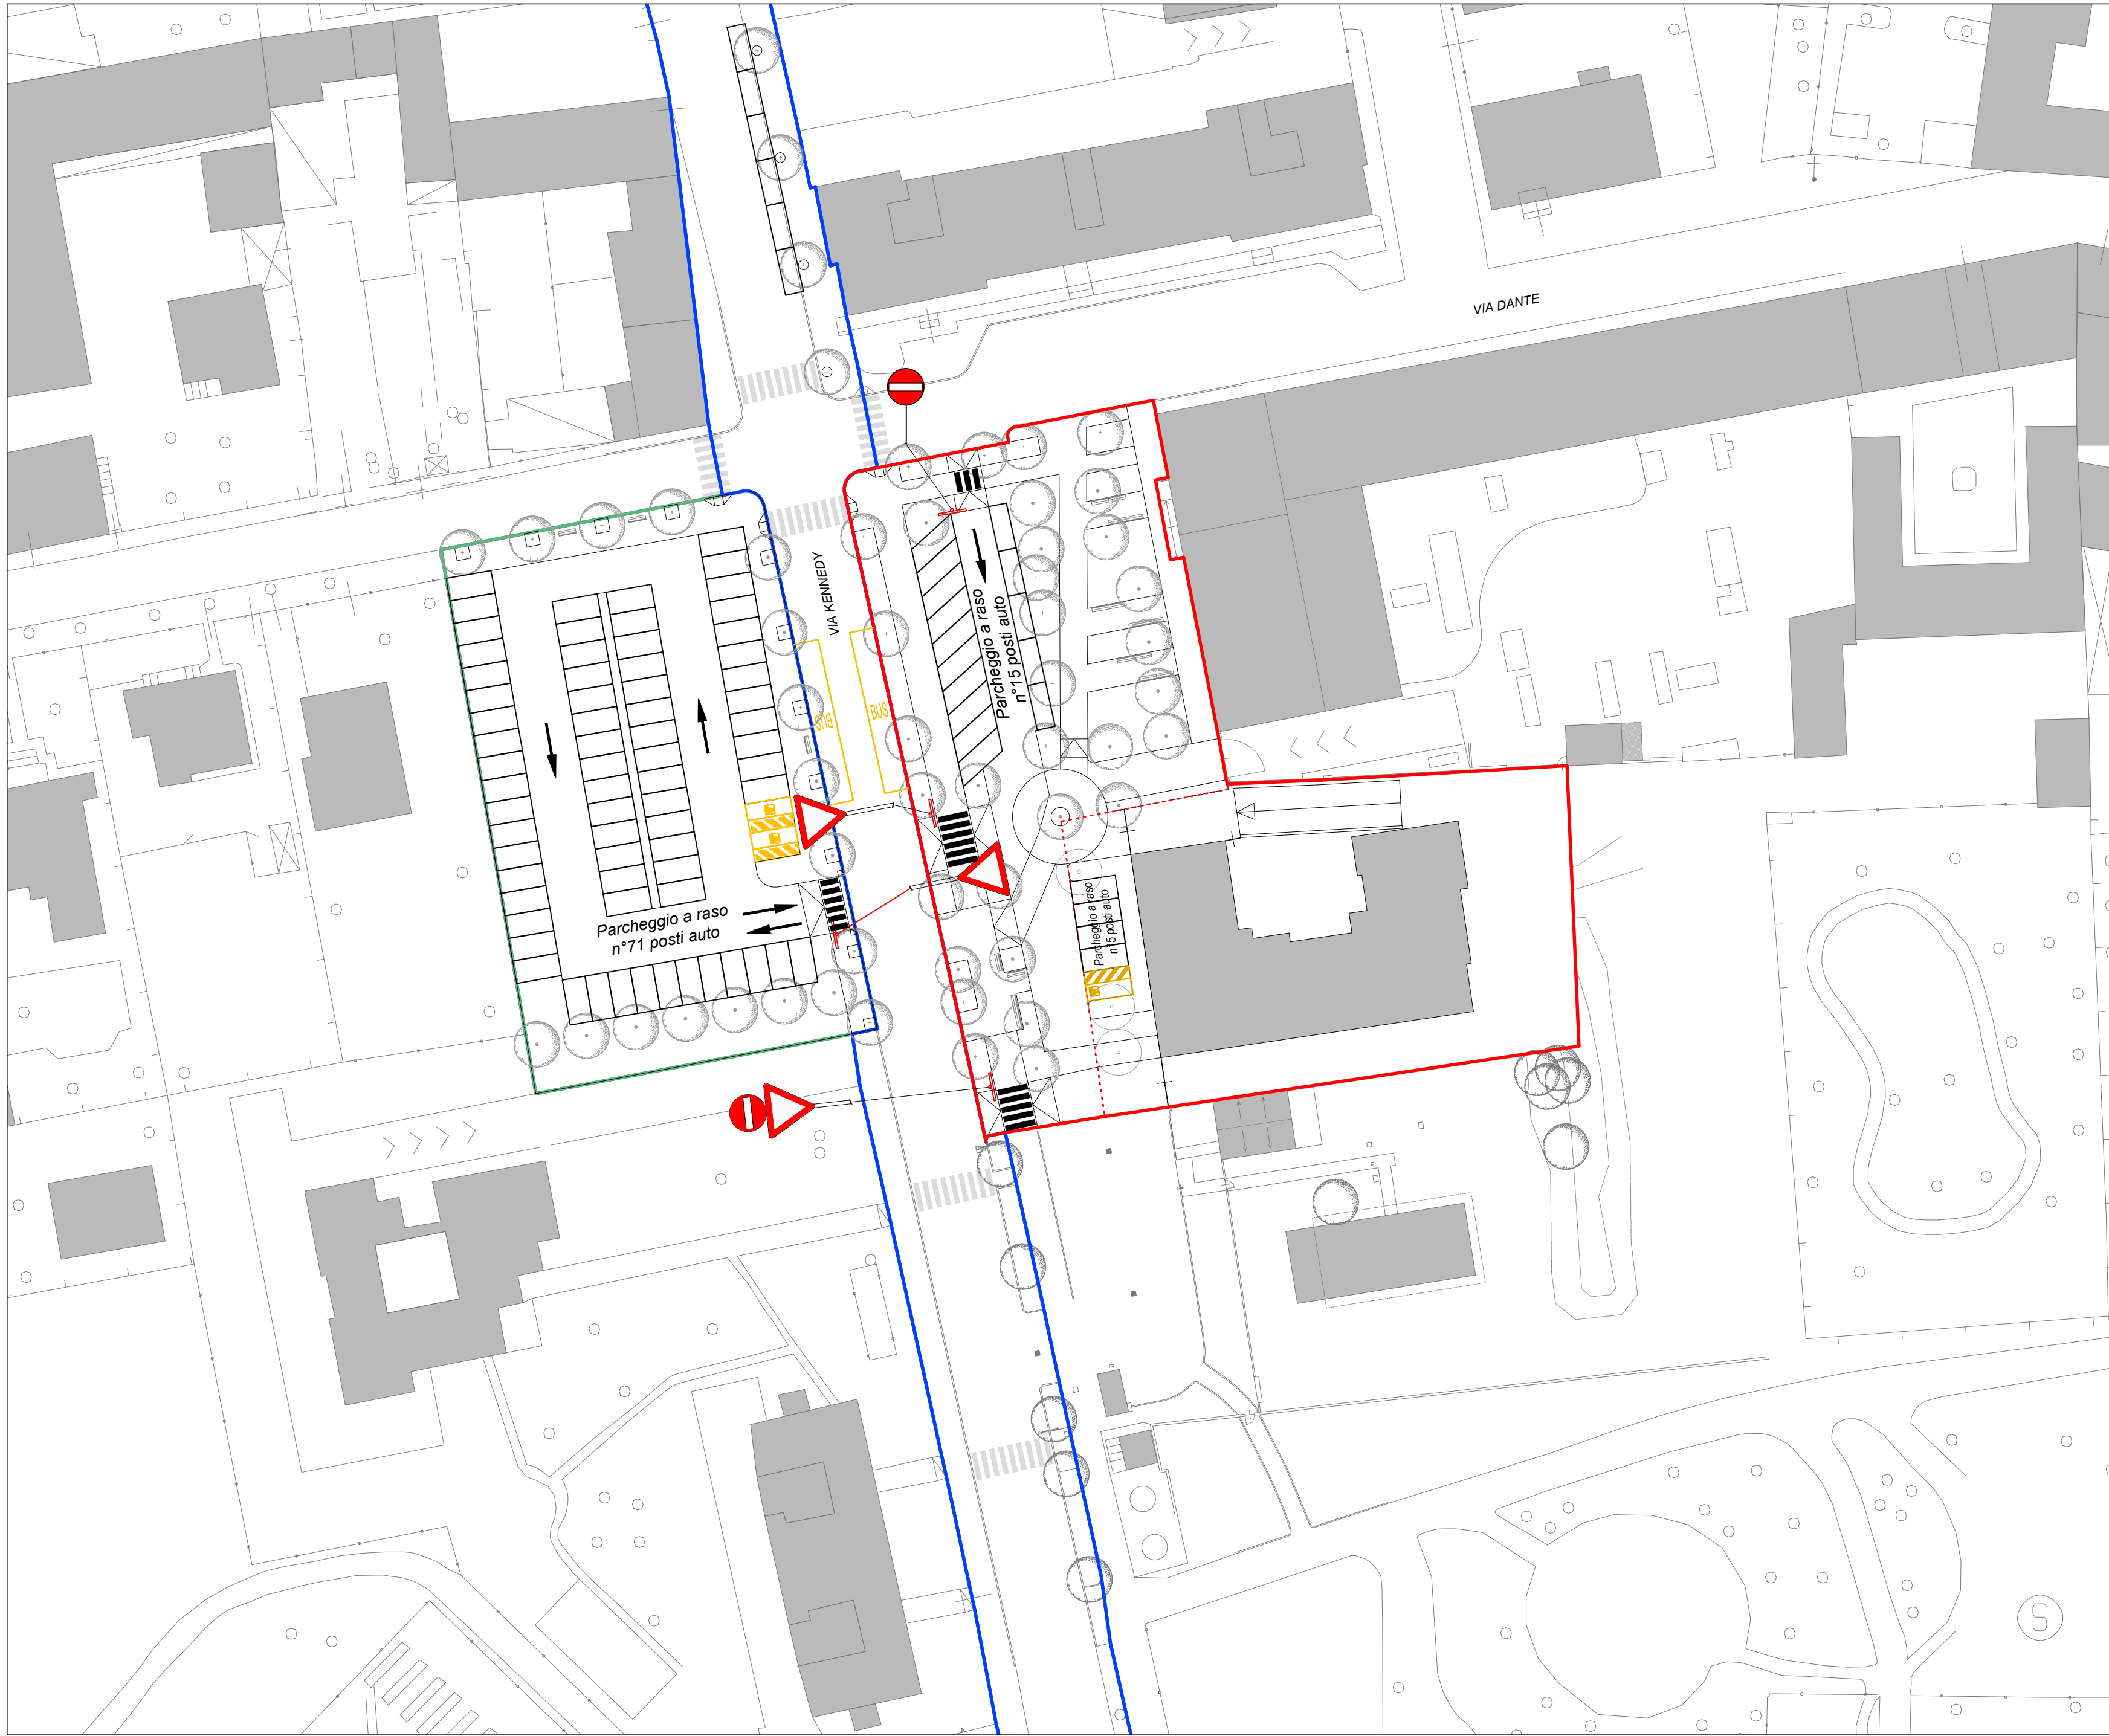 VIA DANTE
VIA KENNEDY
BUS
BUS
Parcheggio a raso
n°15 posti auto
Parcheggio a raso
n°71 posti auto
Parcheggio a raso
n°5 posti auto
S